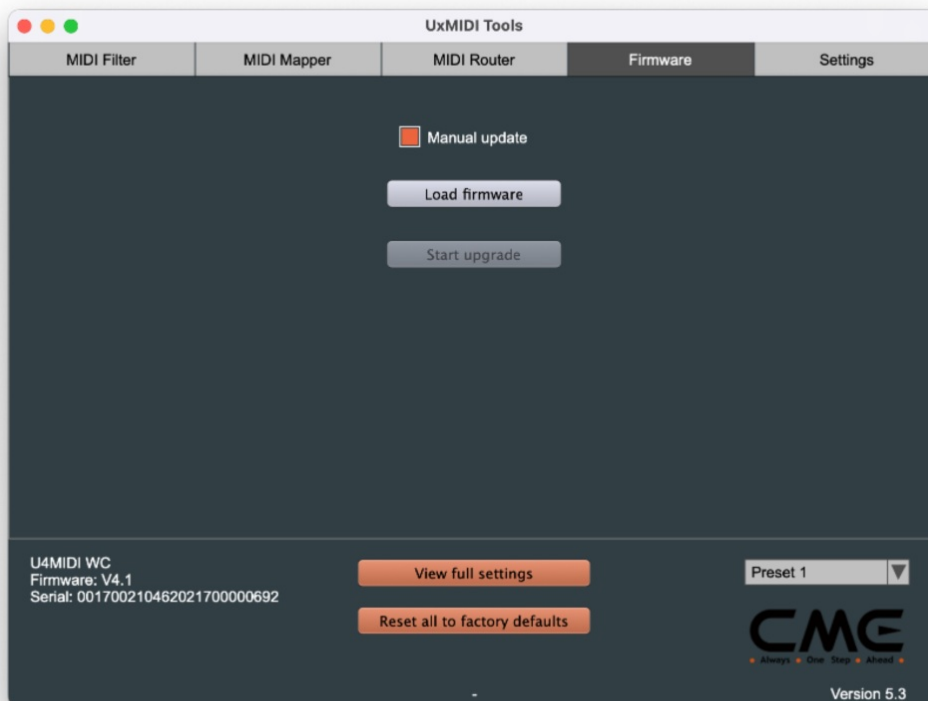 UxMIDI Tools
MIDI Filter
MIDI Mapper
MIDI Router
Firmware
Settings
Manual update
Load firmware
Start upgrade
U4MIDI WC
Firmware: V4.1
Serial: 001700210462021700000692
View full settings
Reset all to factory defaults
Preset 1
CME
Always One Step Ahead
-
Version 5.3